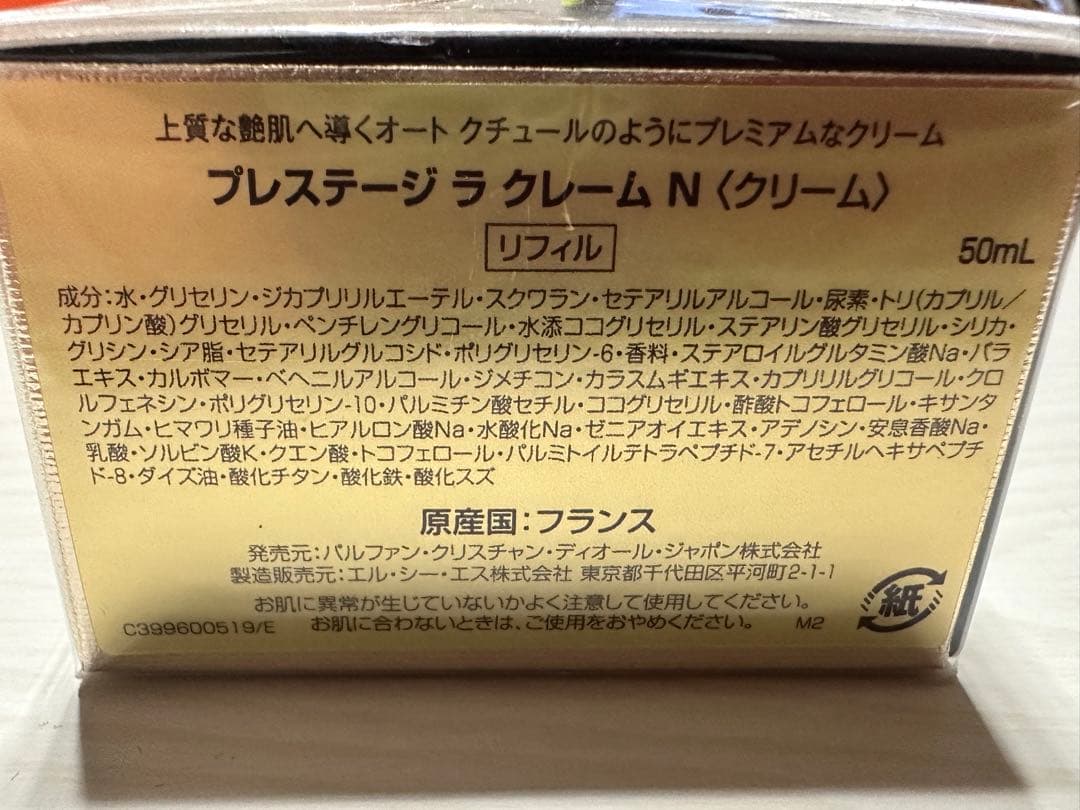 上質な艶肌へ導くオート クチュールのようにプレミアムなクリーム
プレステージ ラ クレーム N〈クリーム〉
リフィル
50mL
成分:水・グリセリン・ジカプリリルエーテル・スクワラン・セテアリルアルコール・尿素・トリ(カプリル/
カプリン酸)グリセリル・ペンチレングリコール・水添ココグリセリル・ステアリン酸グリセリル・シリカ・
グリシン・シア脂・セテアリルグルコシド・ポリグリセリン-6・香料・ステアロイルグルタミン酸Na・バラ
エキス・カルボマー・ベヘニルアルコール・ジメチコン・カラスムギエキス・カプリリルグリコール・クロ
ルフェネシン・ポリグリセリン-10・パルミチン酸セチル・ココグリセリル・酢酸トコフェロール・キサンタ
ンガム・ヒマワリ種子油・ヒアルロン酸Na・水酸化Na・ゼニアオイエキス・アデノシン・安息香酸Na・
乳酸・ソルビン酸K・クエン酸・トコフェロール・パルミトイルテトラペプチド-7・アセチルヘキサペプチ
ド-8・ダイズ油・酸化チタン・酸化鉄・酸化スズ
原産国:フランス
発売元:パルファン・クリスチャン・ディオール・ジャポン株式会社
製造販売元:エル・シー・エス株式会社 東京都千代田区平河町2-1-1
お肌に異常が生じていないかよく注意して使用してください。
C399600519/E お肌に合わないときは、ご使用をおやめください。 M2
紙